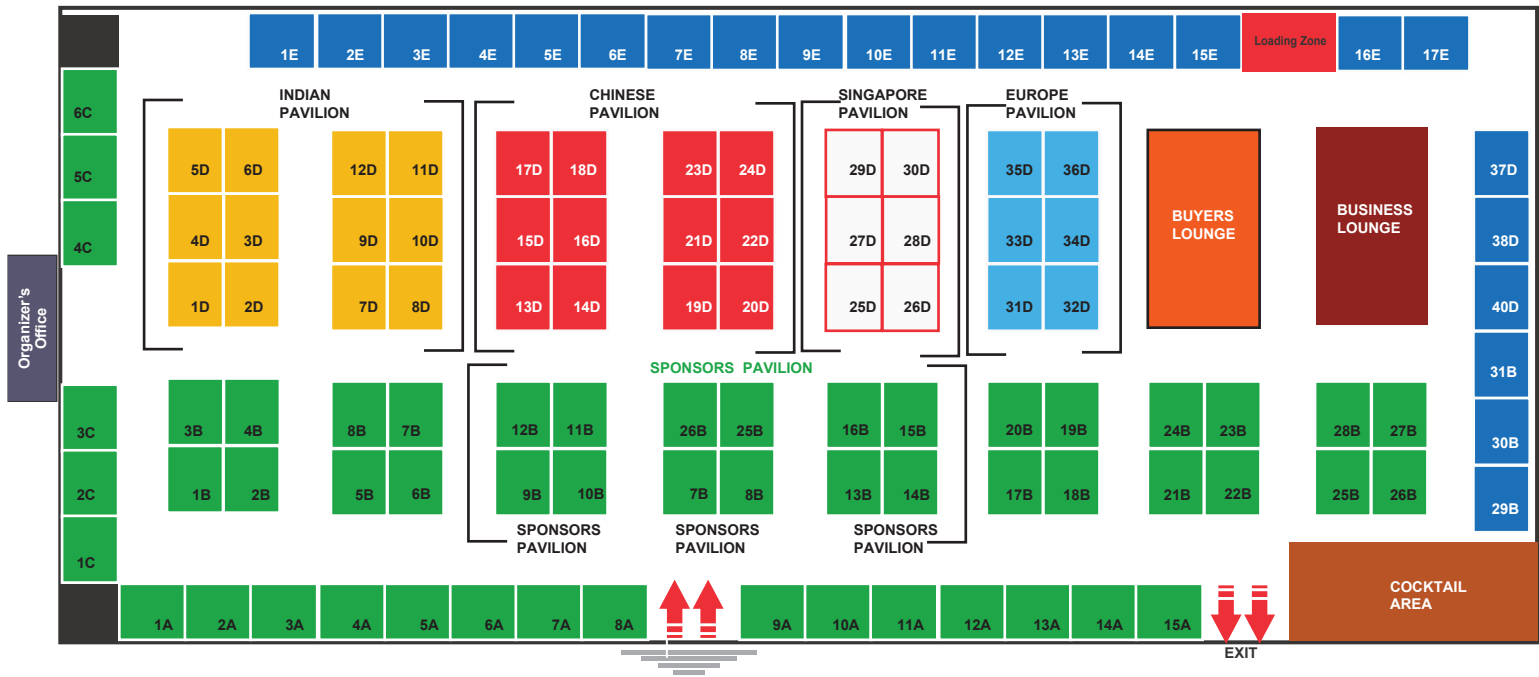 1E 2E 3E 4E 5E 6E 7E 8E 9E 10E 11E 12E 13E 14E 15E Loading Zone 16E 17E
INDIAN
PAVILION
CHINESE
PAVILION
SINGAPORE
PAVILION
EUROPE
PAVILION
6C
5D 6D 12D 11D 17D 18D 23D 24D 29D 30D 35D 36D
5C
37D
4D 3D 9D 10D 15D 16D 21D 22D 27D 28D 33D 34D
BUYERS
LOUNGE
BUSINESS
LOUNGE
4C
38D
1D 2D 7D 8D 13D 14D 19D 20D 25D 26D 31D 32D
40D
Organizer's
Office
SPONSORS PAVILION
31B
3C
3B 4B 8B 7B 12B 11B 26B 25B 16B 15B 20B 19B 24B 23B 28B 27B
30B
2C
1B 2B 5B 6B 9B 10B 7B 8B 13B 14B 17B 18B 21B 22B 25B 26B
29B
SPONSORS
PAVILION
SPONSORS
PAVILION
SPONSORS
PAVILION
1C
1A 2A 3A 4A 5A 6A 7A 8A 9A 10A 11A 12A 13A 14A 15A
COCKTAIL
AREA
EXIT